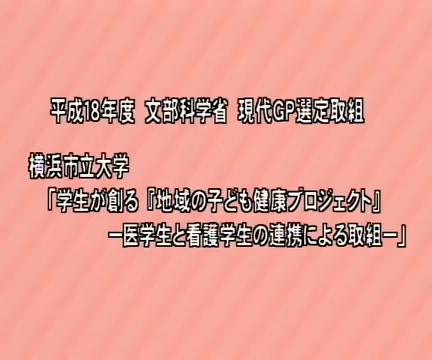 平成18年度 文部科学省 現代GP選定取組
横浜市立大学
「学生が創る『地域の子ども健康プロジェクト』
ー医学生と看護学生の連携による取組ー」